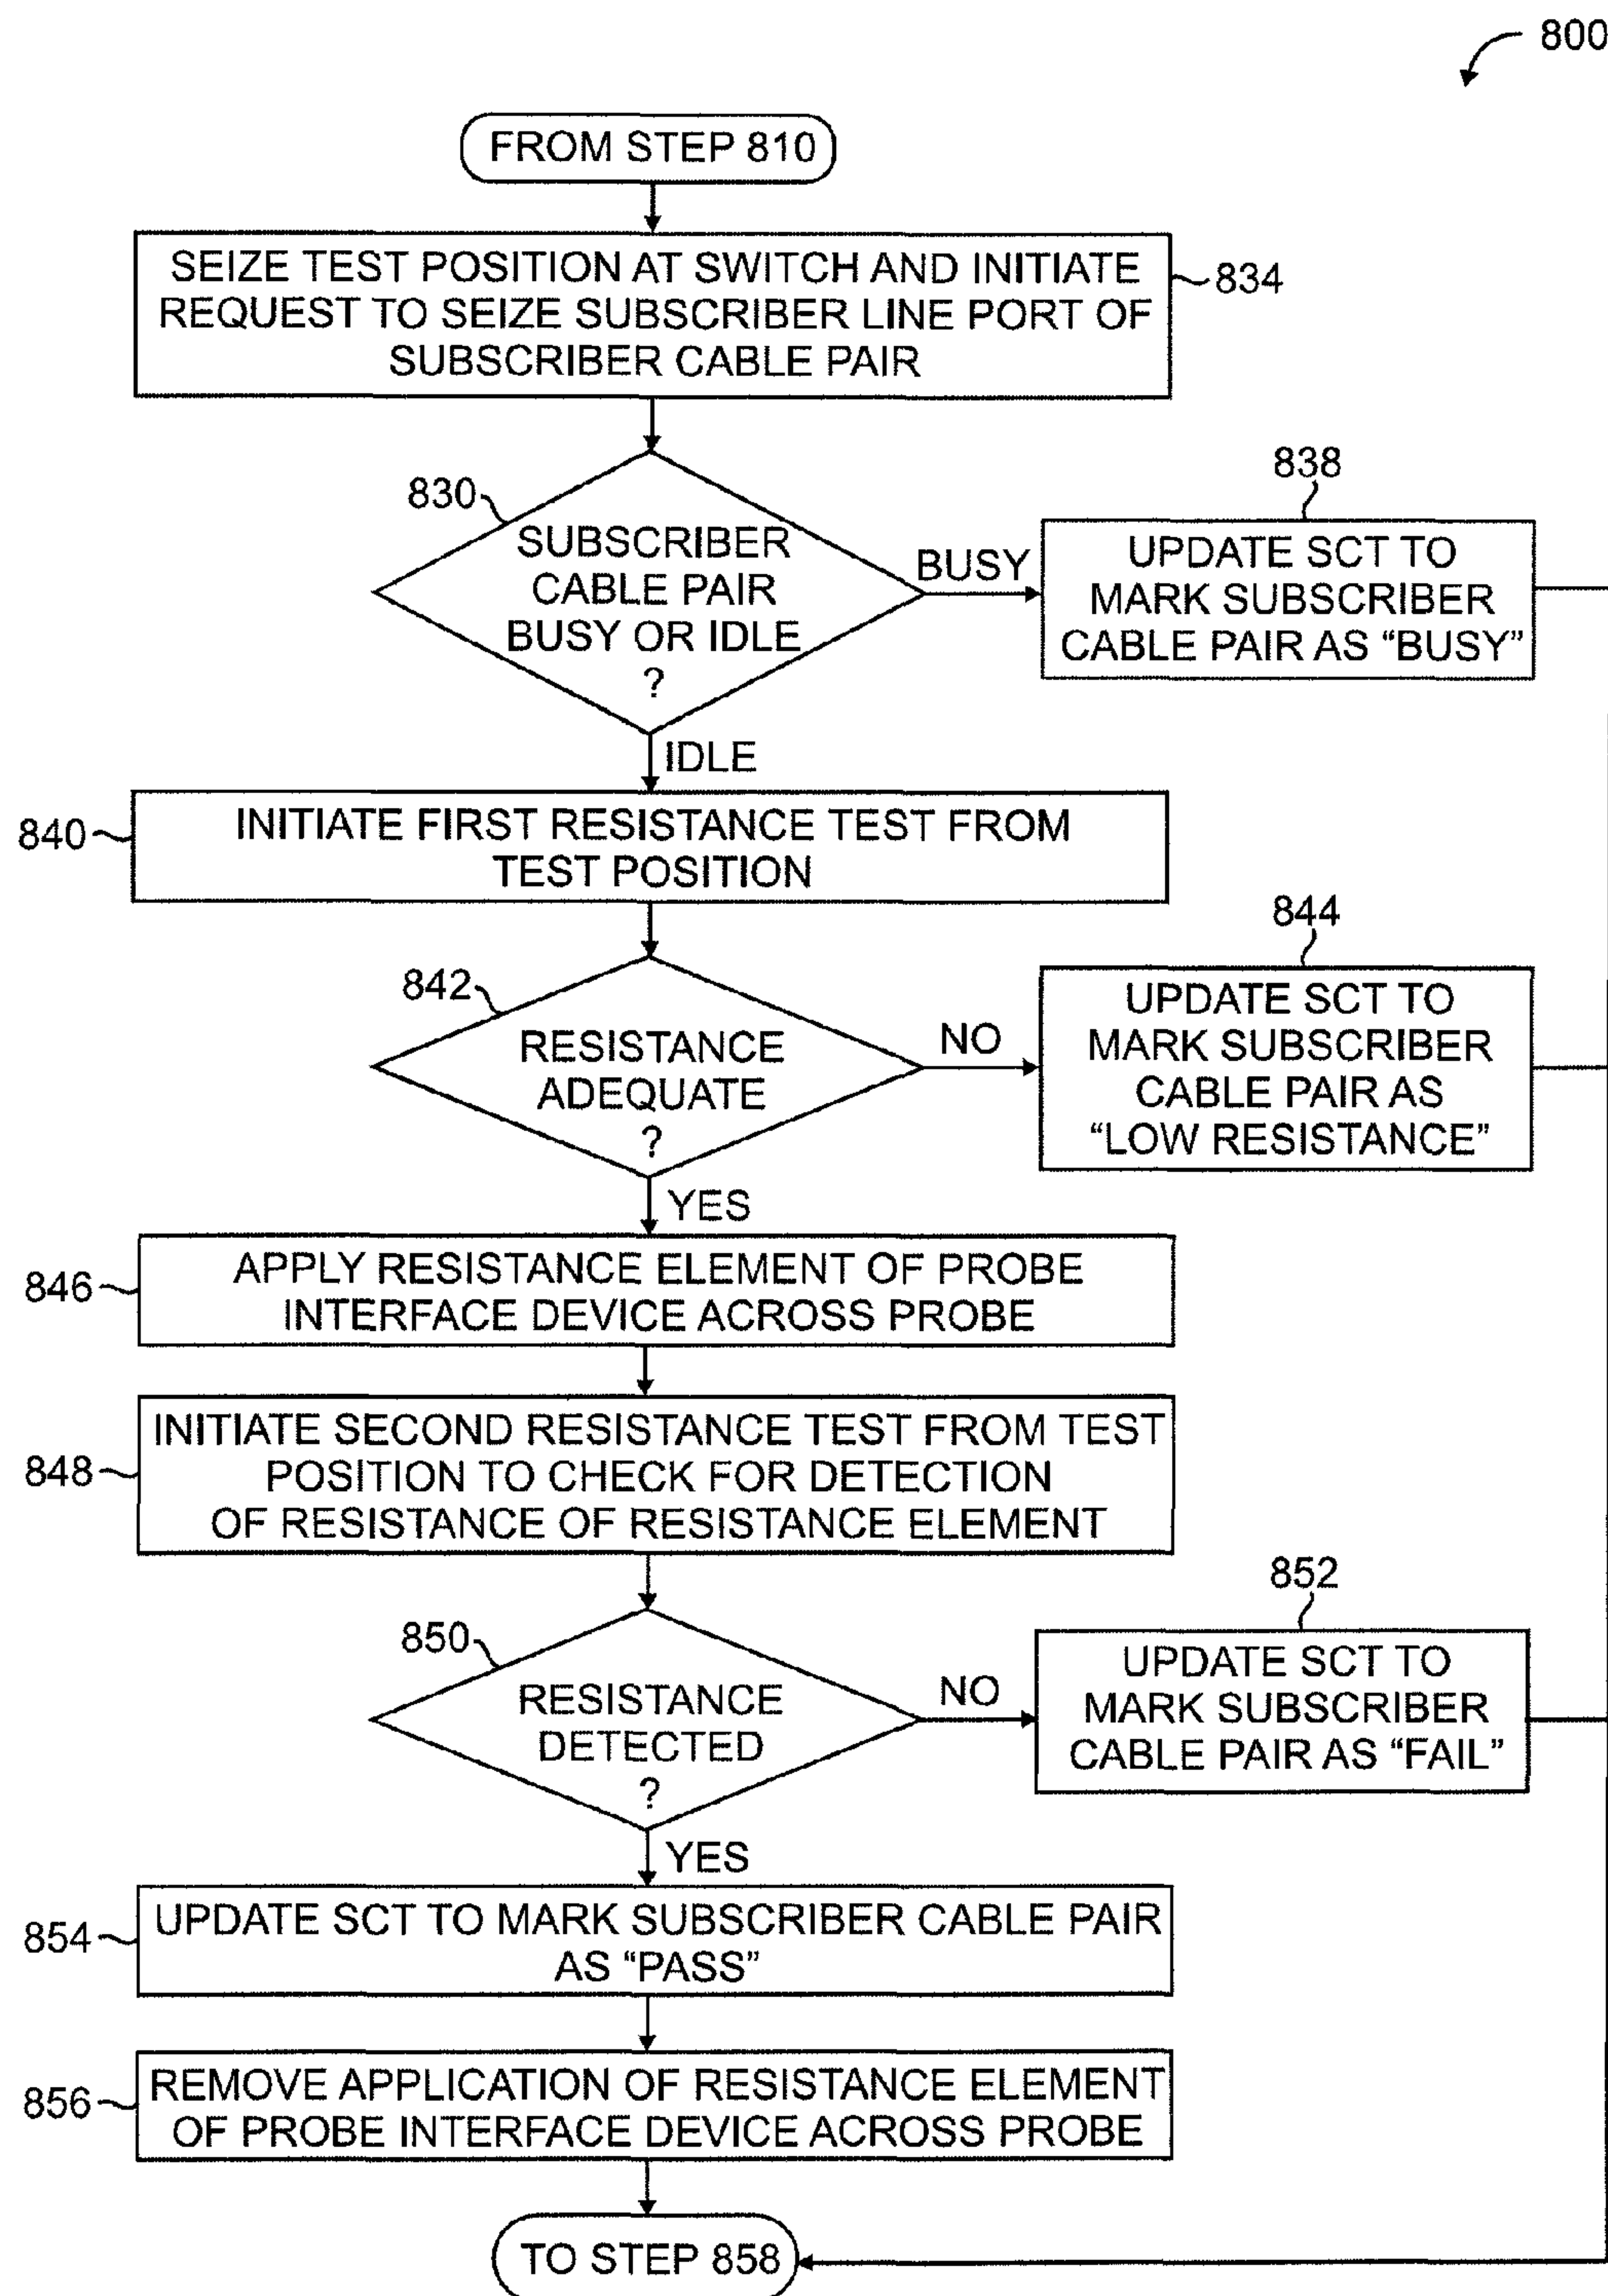 800
FROM STEP 810
SEIZE TEST POSITION AT SWITCH AND INITIATE
REQUEST TO SEIZE SUBSCRIBER LINE PORT OF
SUBSCRIBER CABLE PAIR
834
830
SUBSCRIBER
CABLE PAIR
BUSY OR IDLE
?
BUSY
838
UPDATE SCT TO
MARK SUBSCRIBER
CABLE PAIR AS “BUSY”
IDLE
840
INITIATE FIRST RESISTANCE TEST FROM
TEST POSITION
842
RESISTANCE
ADEQUATE
?
NO
844
UPDATE SCT TO
MARK SUBSCRIBER
CABLE PAIR AS
“LOW RESISTANCE”
YES
846
APPLY RESISTANCE ELEMENT OF PROBE
INTERFACE DEVICE ACROSS PROBE
848
INITIATE SECOND RESISTANCE TEST FROM TEST
POSITION TO CHECK FOR DETECTION
OF RESISTANCE OF RESISTANCE ELEMENT
850
RESISTANCE
DETECTED
?
NO
852
UPDATE SCT TO
MARK SUBSCRIBER
CABLE PAIR AS “FAIL”
YES
854
UPDATE SCT TO MARK SUBSCRIBER CABLE PAIR
AS “PASS”
856
REMOVE APPLICATION OF RESISTANCE ELEMENT
OF PROBE INTERFACE DEVICE ACROSS PROBE
TO STEP 858